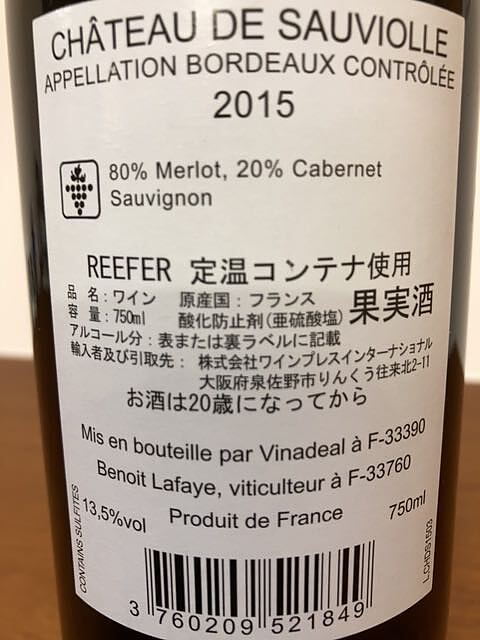 CHÂTEAU DE SAUVIOLLE
APPELLATION BORDEAUX CONTRÔLÉE
2015
80% Merlot, 20% Cabernet
Sauvignon
REEFER 定温コンテナ使用
品 名:ワイン 原産国:フランス
容 量:750ml 酸化防止剤(亜硫酸塩) 果実酒
アルコール分:表または裏ラベルに記載
輸入者及び引取先: 株式会社ワインプレスインターナショナル
大阪府泉佐野市りんくう往来北2-11
お酒は20歳になってから
Mis en bouteille par Vinadeal à F-33390
Benoit Lafaye, viticulteur à F-33760
13,5%vol Produit de France 750ml
CONTAINS SULFITES
L.CHDS1503
3 760209 521849